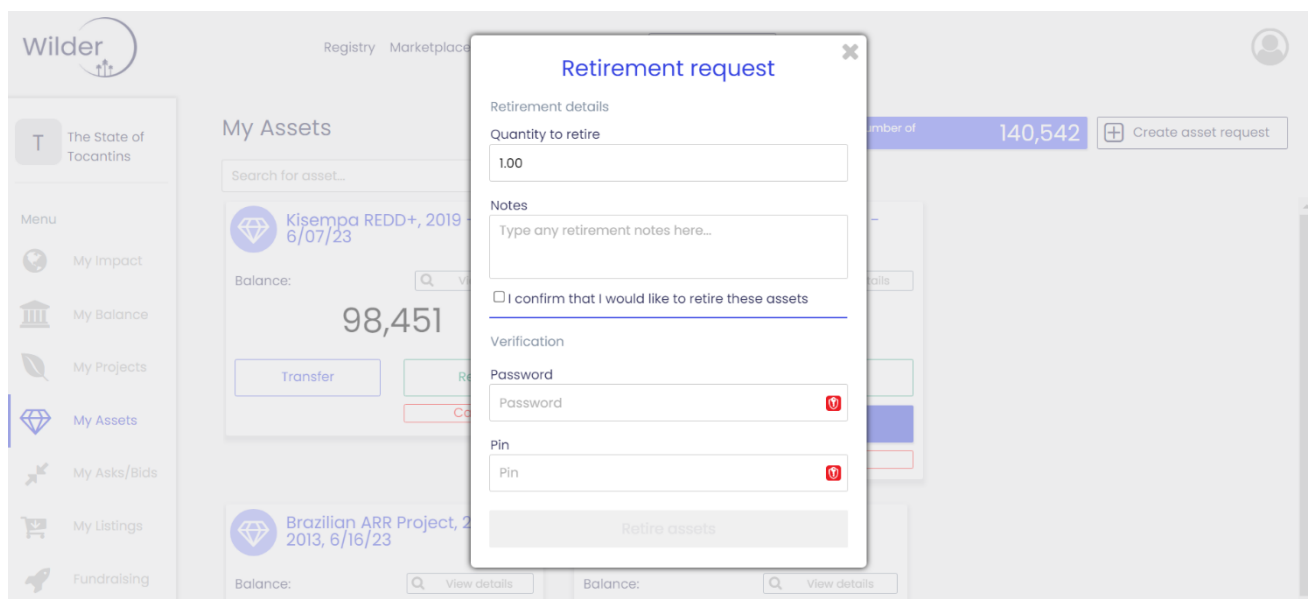 Wilder
Registry Marketplace
T
The State of
Tocantins
Menu
My Impact
My Balance
My Projects
My Assets
My Asks/Bids
My Listings
Fundraising
My Assets
Search for asset...
140,542
Create asset request
Kisempa REDD+, 2019 -
6/07/23
Balance:
98,451
Transfer
Brazilian ARR Project, 2
2013, 6/16/23
Balance:
View details
Balance:
View details
Retirement request
Retirement details
Quantity to retire
1.00
Notes
Type any retirement notes here...
I confirm that I would like to retire these assets
Verification
Password
Password
Pin
Pin
Retire assets